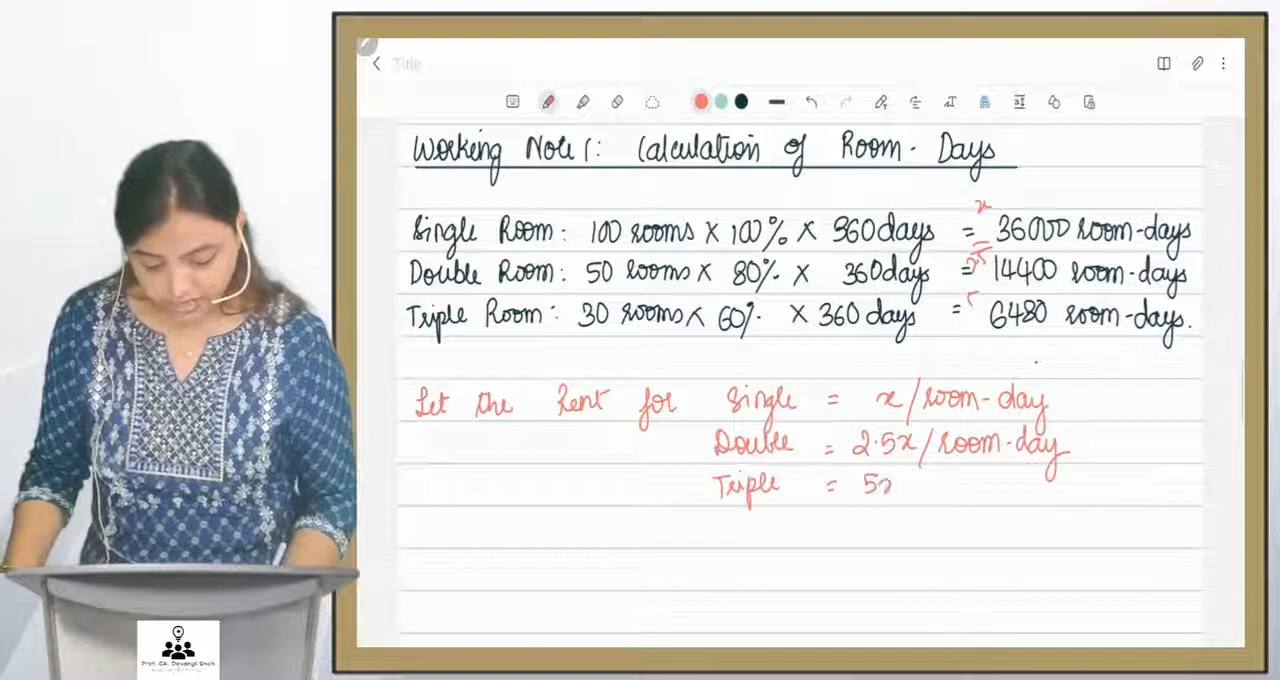 Title
Working Note 1: Calculation of Room-Days
Single Room: 100 rooms × 100% × 360 days = 36000 room-days
x
Double Room: 50 rooms × 80% × 360 days = 14400 room-days
2.5
Triple Room: 30 rooms × 60% × 360 days = 6480 room-days.
Let the Rent for Single = x/room-day
Double = 2.5x/room-day
Triple = 5x
Prof. CA. Devangi Shah